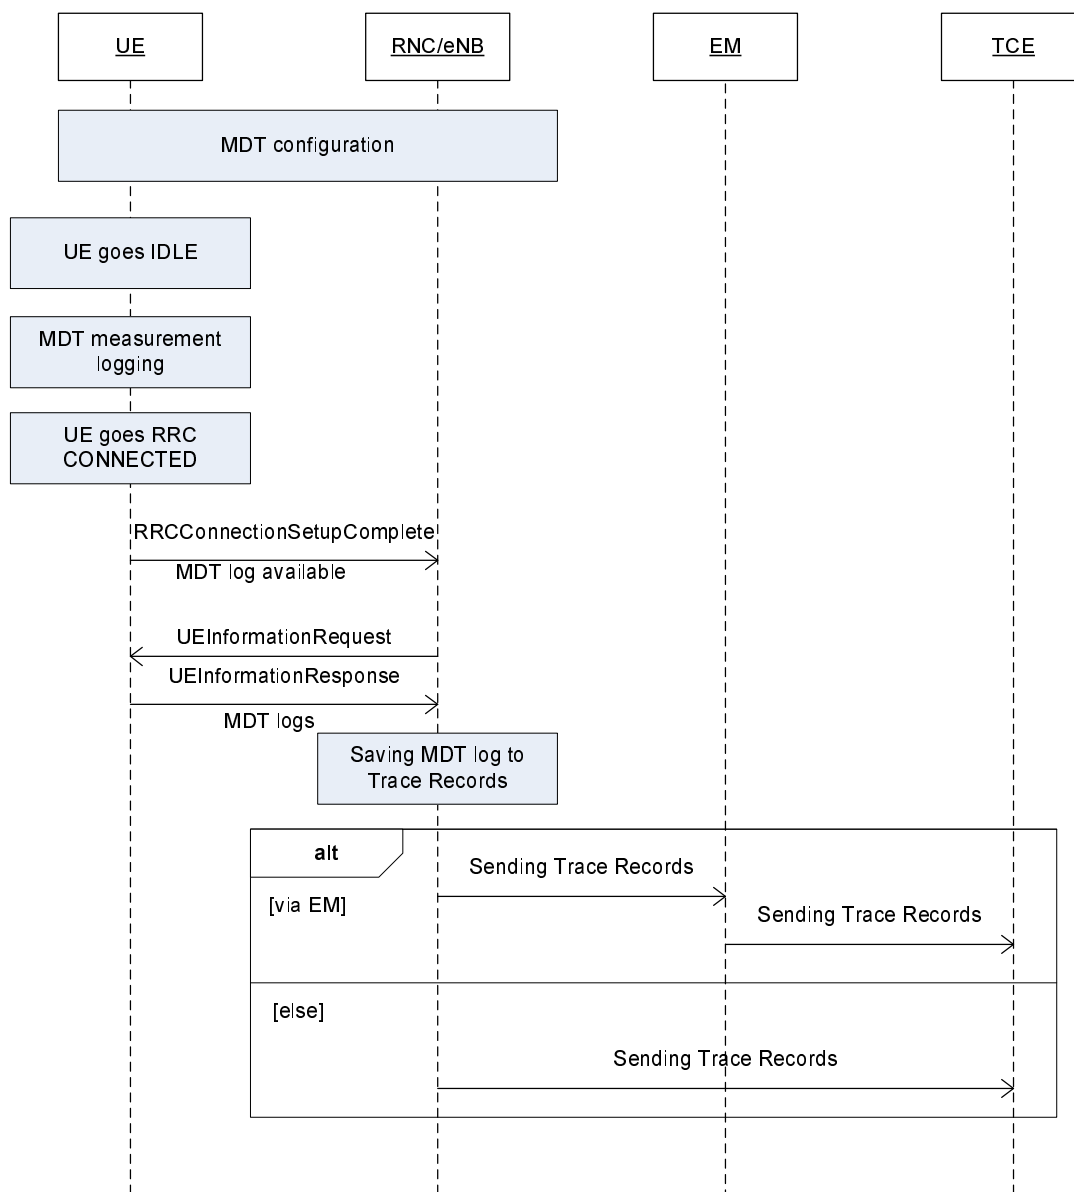 UE
RNC/eNB
EM
TCE
MDT configuration
UE goes IDLE
MDT measurement
logging
UE goes RRC
CONNECTED
RRCConnectionSetupComplete
MDT log available
UEInformationRequest
UEInformationResponse
MDT logs
Saving MDT log to
Trace Records
alt
Sending Trace Records
[via EM]
Sending Trace Records
[else]
Sending Trace Records